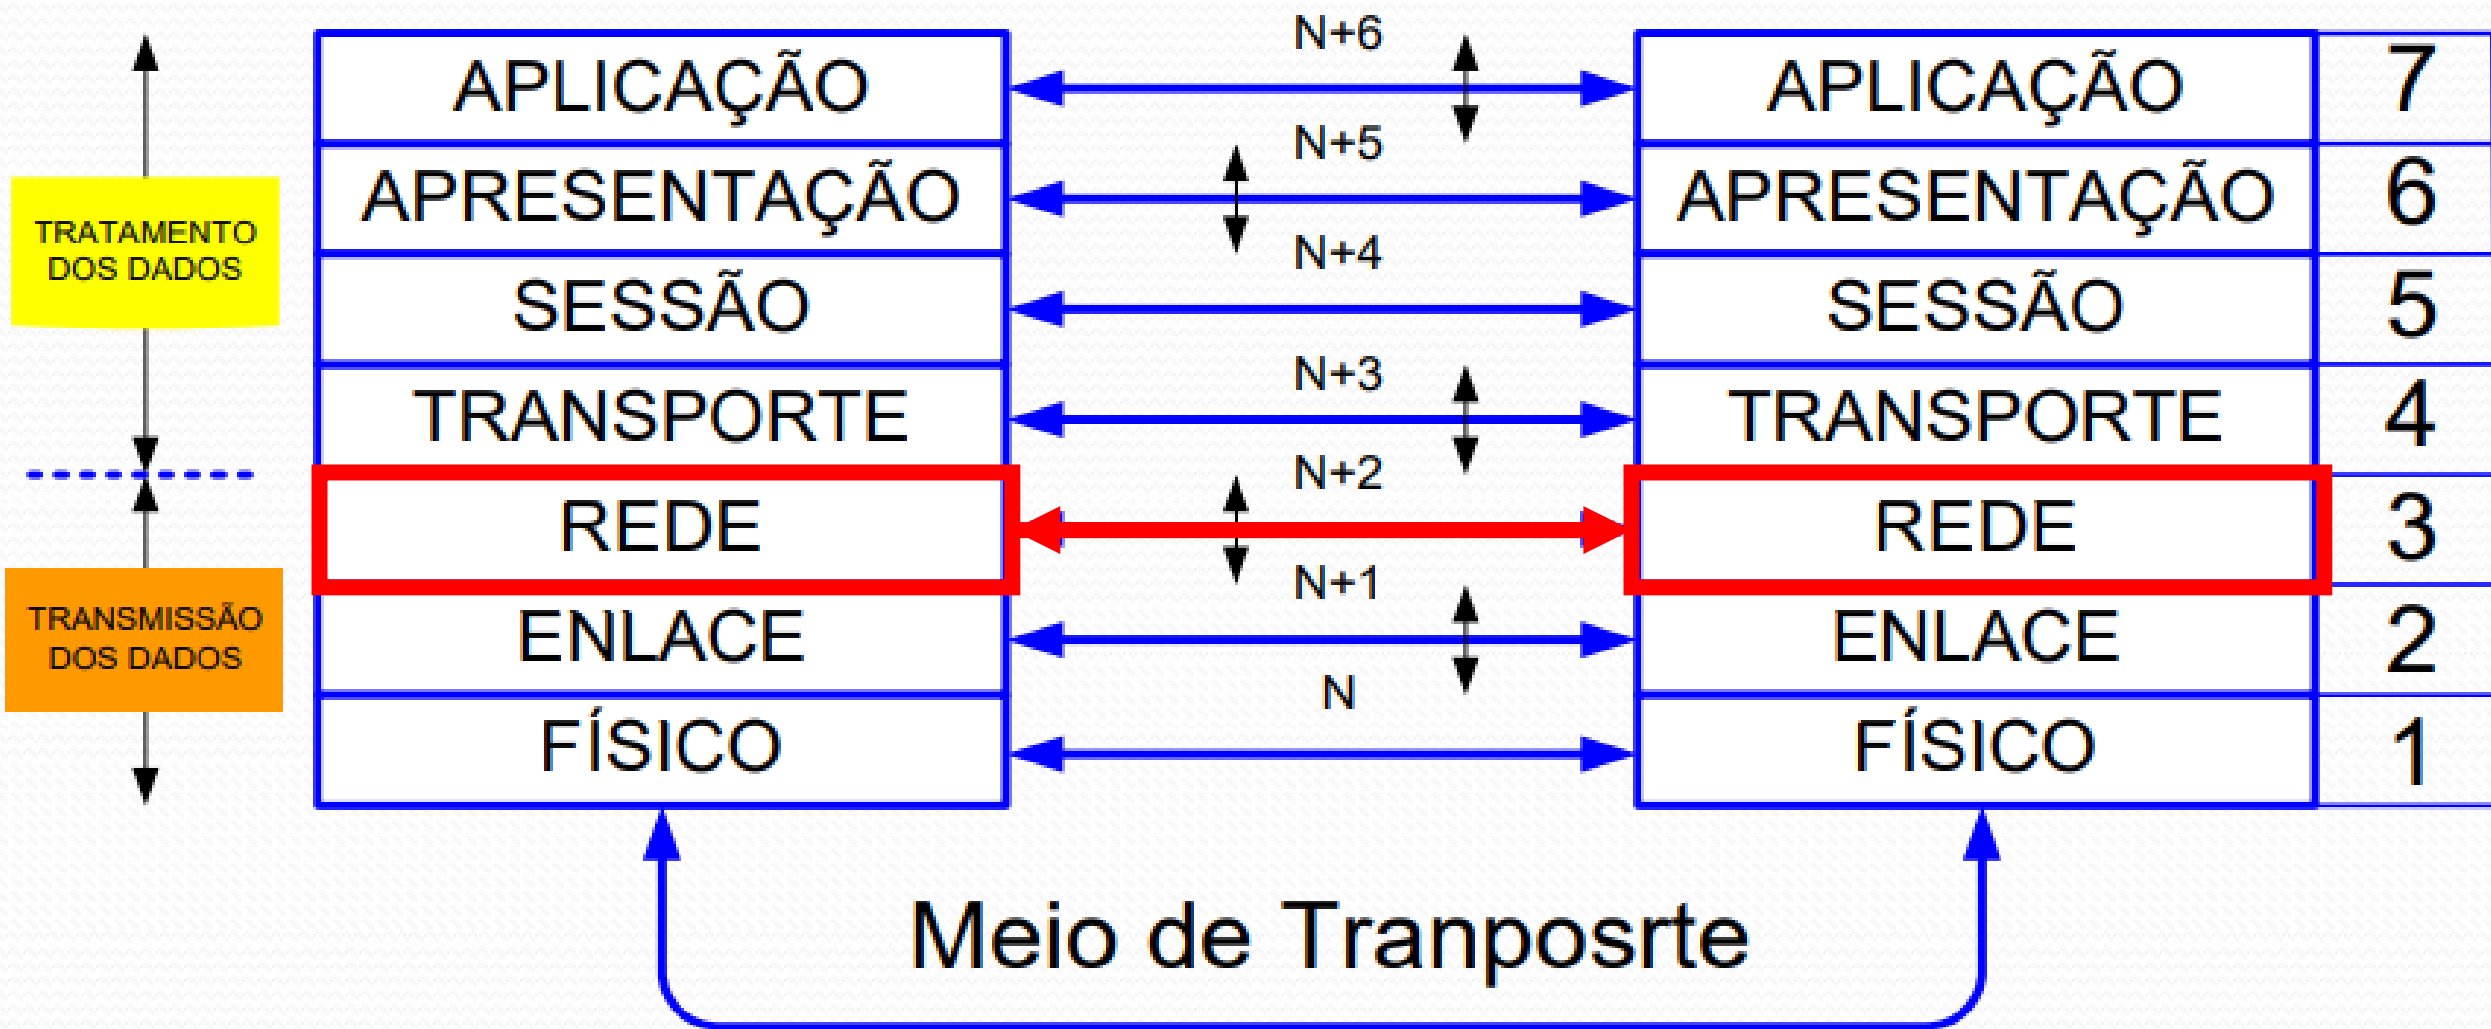 N+6
APLICAÇÃO
APLICAÇÃO
7
N+5
APRESENTAÇÃO
APRESENTAÇÃO
6
TRATAMENTO
DOS DADOS
N+4
SESSÃO
SESSÃO
5
N+3
TRANSPORTE
TRANSPORTE
4
N+2
REDE
REDE
3
N+1
TRANSMISSÃO
DOS DADOS
ENLACE
ENLACE
2
N
FÍSICO
FÍSICO
1
Meio de Tranposrte